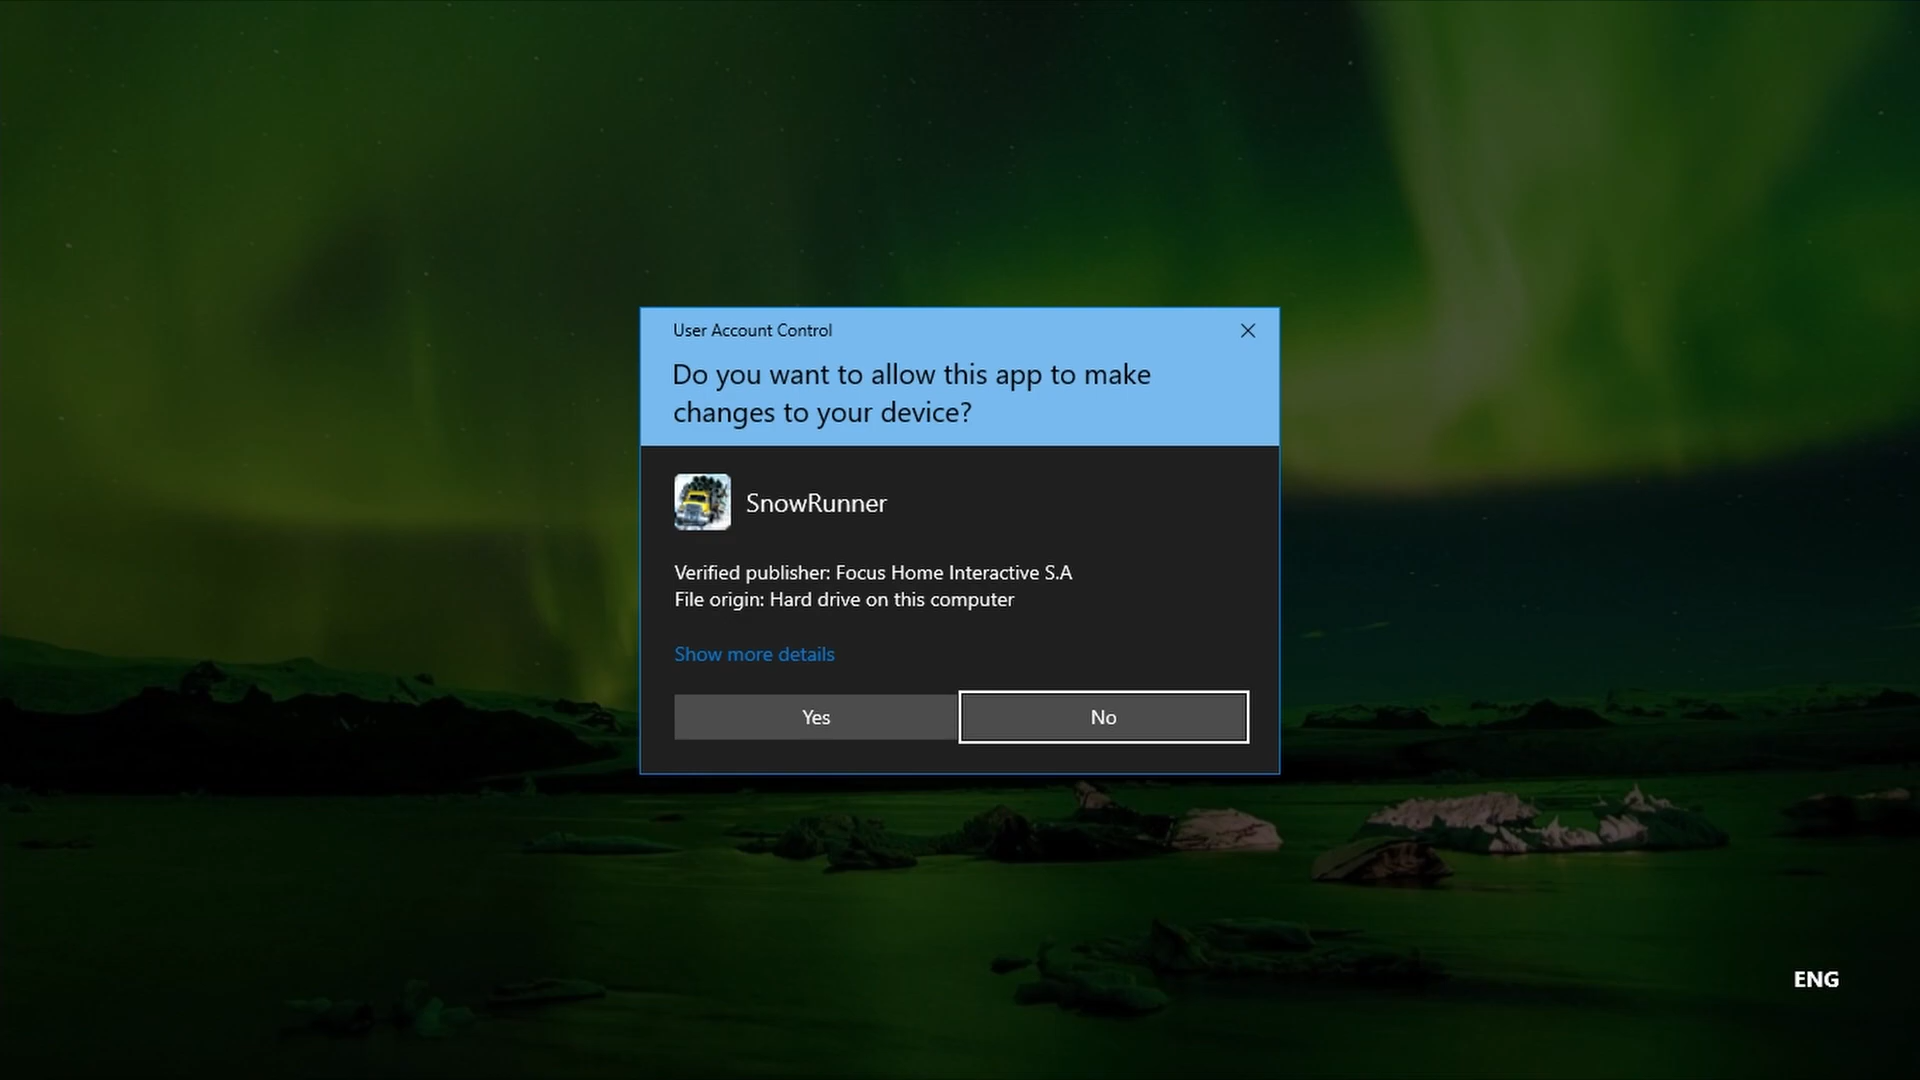 User Account Control
Do you want to allow this app to make
changes to your device?
SnowRunner
Verified publisher: Focus Home Interactive S.A
File origin: Hard drive on this computer
Show more details
Yes
No
ENG